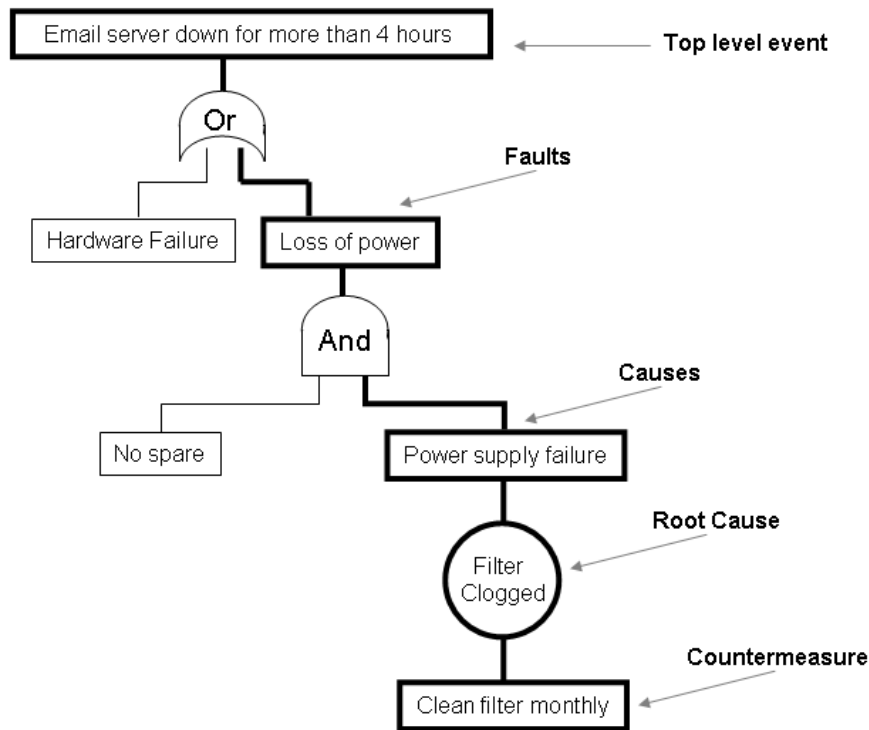 Email server down for more than 4 hours
Top level event
Or
Faults
Hardware Failure
Loss of power
And
Causes
No spare
Power supply failure
Root Cause
Filter
Clogged
Countermeasure
Clean filter monthly